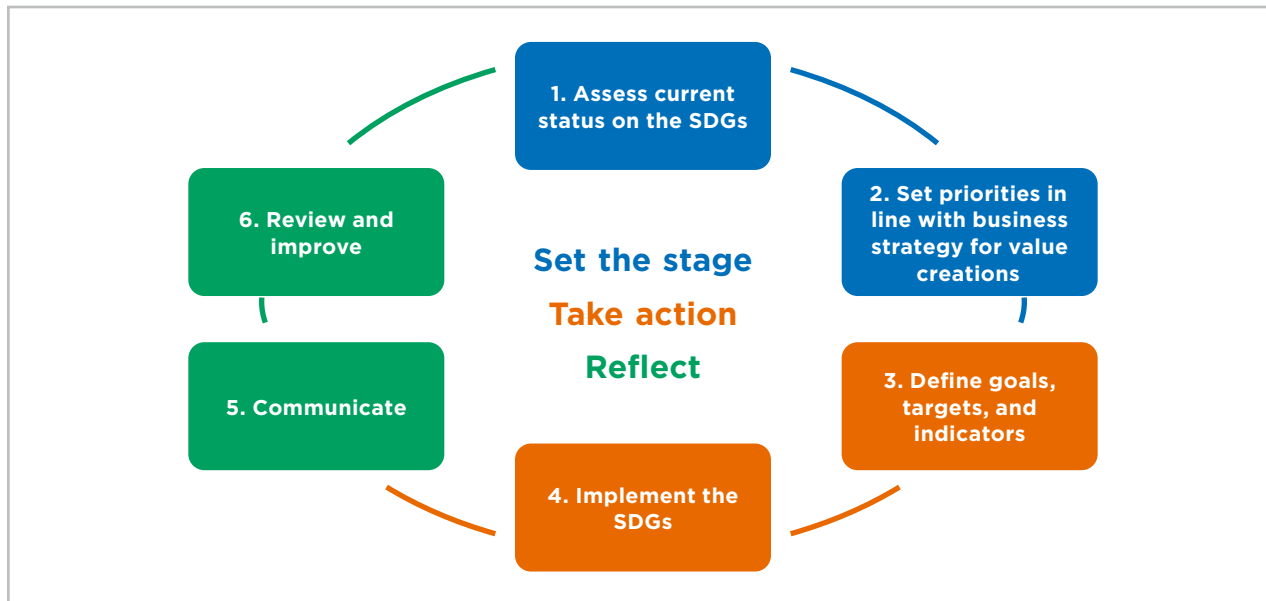 1. Assess current
status on the SDGs
2. Set priorities in
line with business
strategy for value
creations
3. Define goals,
targets, and
indicators
4. Implement the
SDGs
5. Communicate
6. Review and
improve
Set the stage
Take action
Reflect